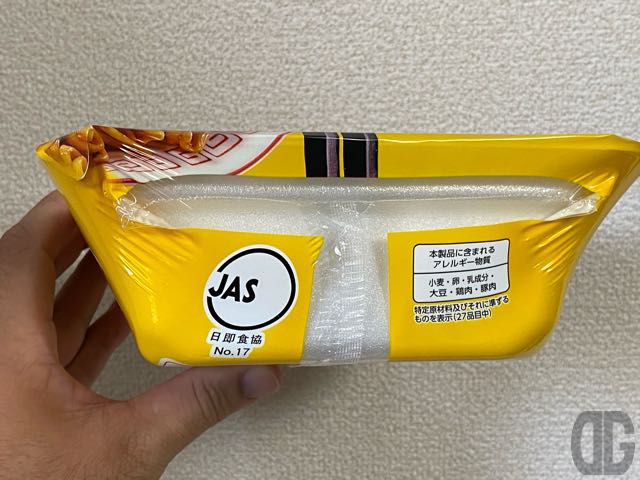 JAS
日即食協
No.17
本製品に含まれる
アレルギー物質
小麦・卵・乳成分・
大豆・鶏肉・豚肉
特定原材料及びそれに準ずる
ものを表示(27品目中)
DG